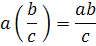 a(b/c) = ab/c